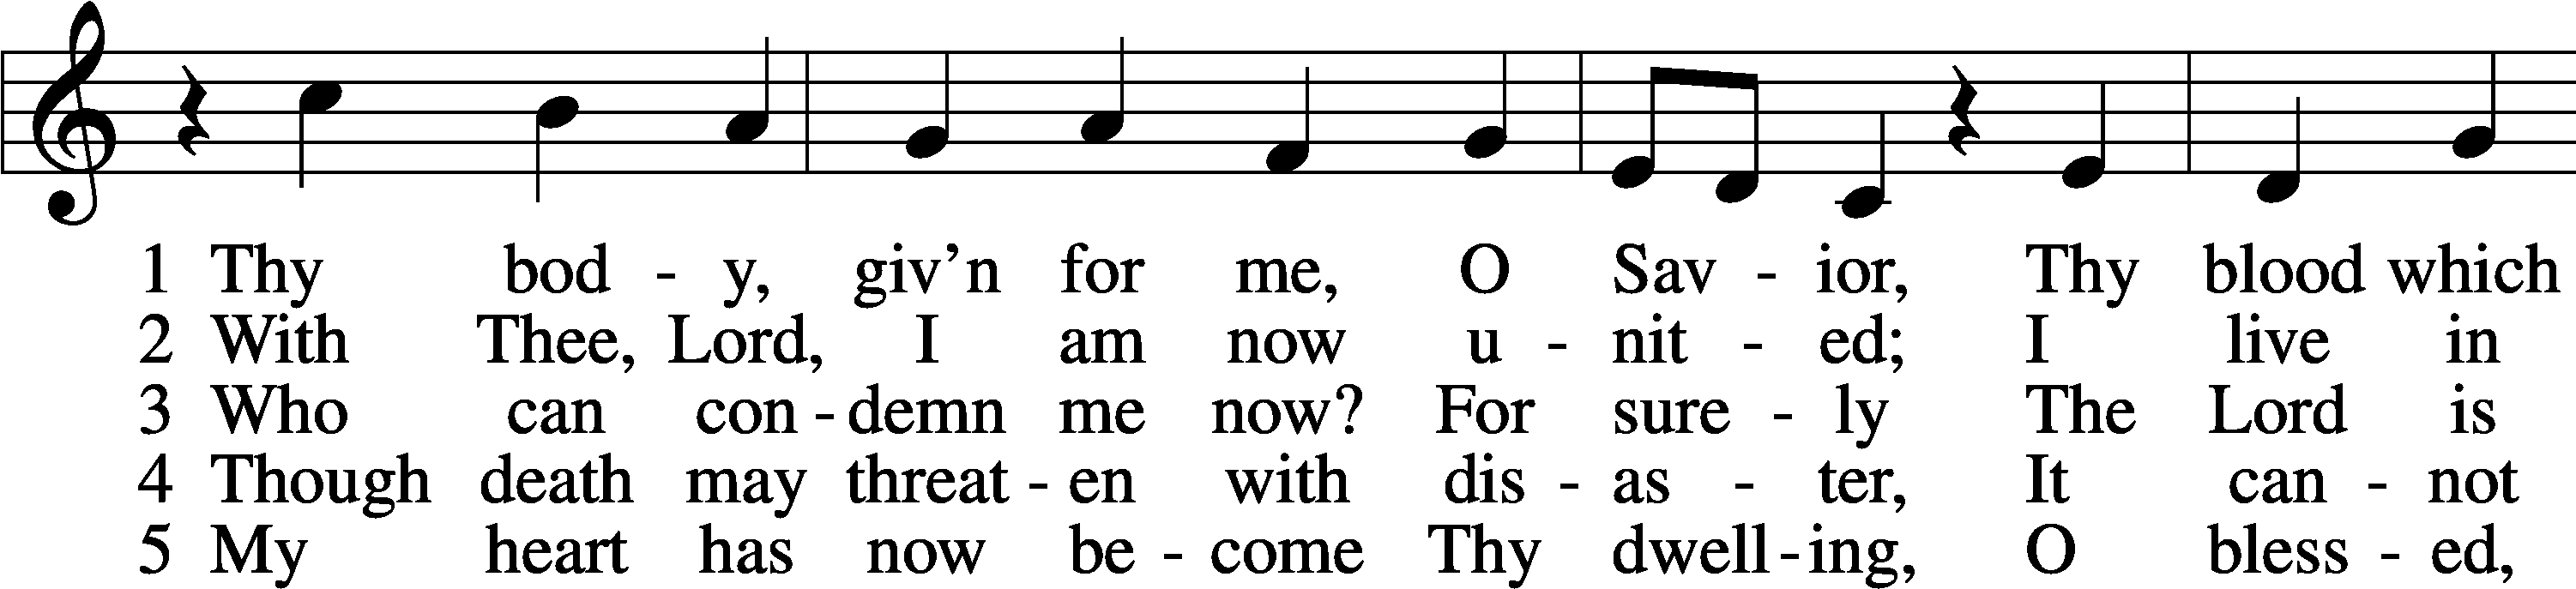 1 Thy bod - y, giv’n for me, O Sav - ior, Thy blood which
2 With Thee, Lord, I am now u - nit - ed; I live in
3 Who can con - demn me now? For sure - ly The Lord is
4 Though death may threat - en with dis - as - ter, It can - not
5 My heart has now be - come Thy dwell - ing, O bless - ed,